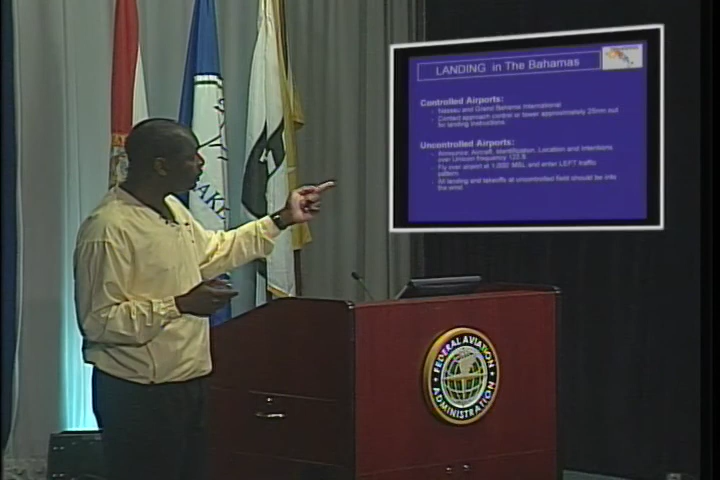 LANDING in The Bahamas
Controlled Airports:
- Nassau and Grand Bahama International
- Contact approach control or tower approximately 25nm out
for landing instructions.
Uncontrolled Airports:
- Announce: Aircraft, Identification, Location and Intentions
over Unicom frequency 122.8
- Fly over airport at 1,000' MSL and enter LEFT traffic
pattern
- All landing and takeoffs at uncontrolled field should be into
the wind
LAKE
FEDERAL AVIATION
ADMINISTRATION